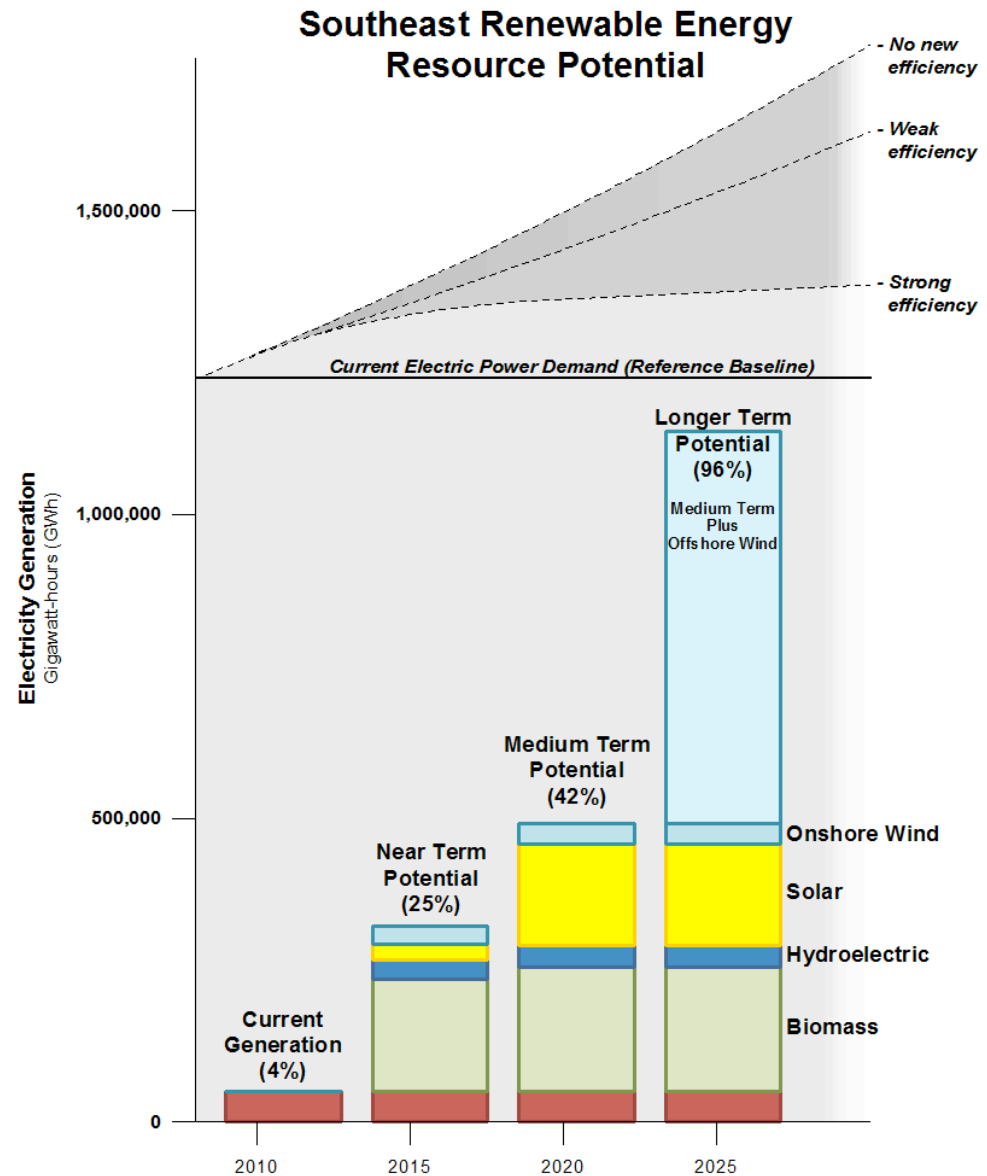 Southeast Renewable Energy
Resource Potential
- No new
efficiency
- Weak
efficiency
1,500,000
- Strong
efficiency
Current Electric Power Demand (Reference Baseline)
Longer Term
Potential
(96%)
Medium Term
Plus
Offshore Wind
1,000,000
Electricity Generation
Gigawatt-hours (GWh)
Medium Term
Potential
(42%)
500,000
Onshore Wind
Near Term
Potential
(25%)
Solar
Hydroelectric
Current
Generation
(4%)
Biomass
0
2010
2015
2020
2025